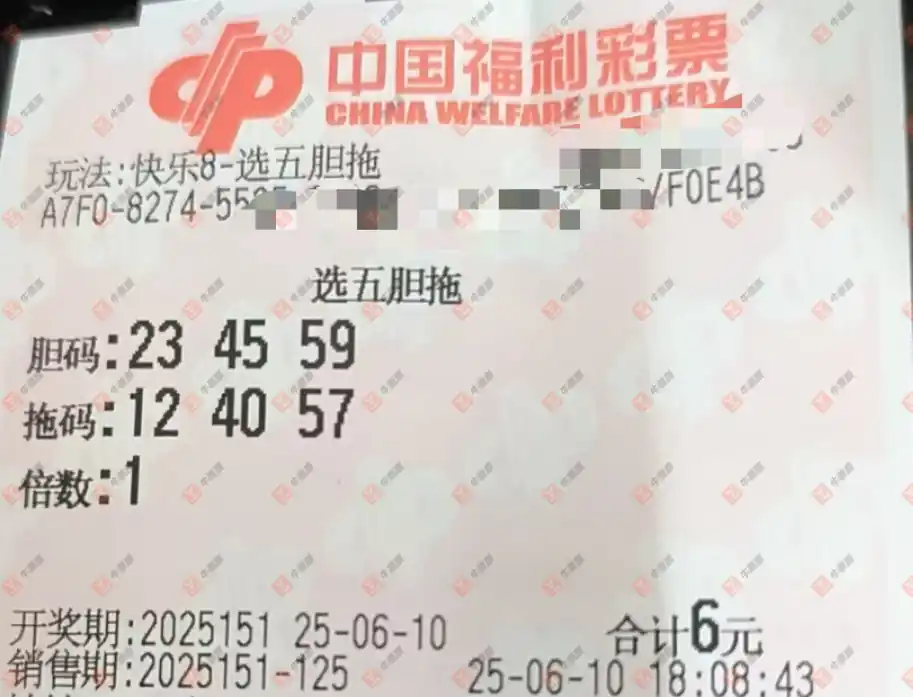 中国福利彩票
CHINA WELFARE LOTTERY
玩法:快乐8-选五胆拖
A7F0-8274-55 /F0E4B
选五胆拖
胆码:23 45 59
拖码:12 40 57
倍数:1
开奖期:2025151 25-06-10 合计6元
销售期:2025151-125 25-06-10 18:08:43